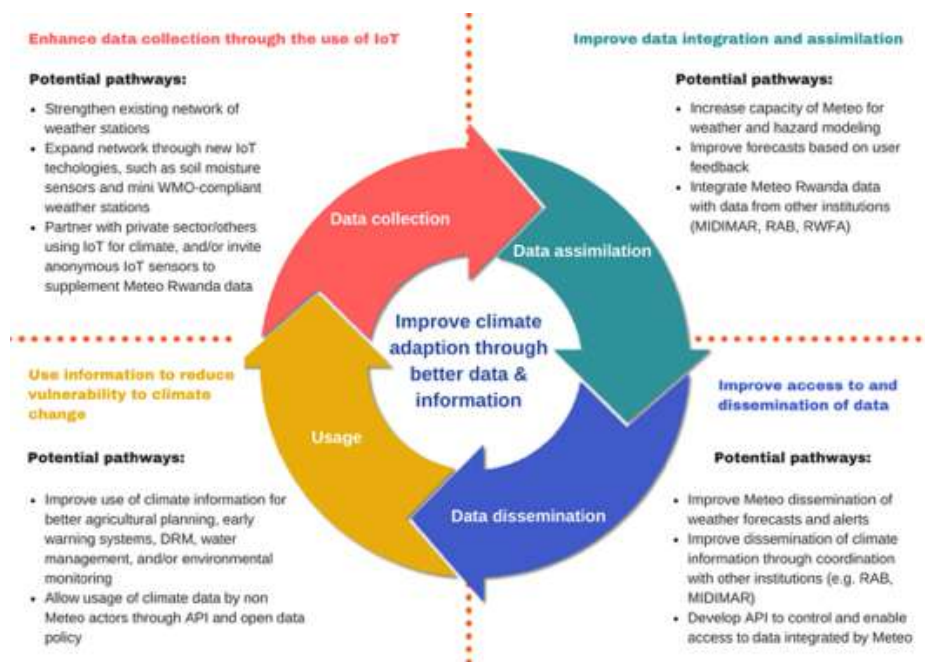 Enhance data collection through the use of IoT
Potential pathways:
• Strengthen existing network of
weather stations
• Expand network through new IoT
techologies, such as soil moisture
sensors and mini WMO-compliant
weather stations
• Partner with private sector/others
using IoT for climate, and/or invite
anonymous IoT sensors to
supplement Meteo Rwanda data
Improve data integration and assimilation
Potential pathways:
• Increase capacity of Meteo for
weather and hazard modeling
• Improve forecasts based on user
feedback
• Integrate Meteo Rwanda data
with data from other institutions
(MIDIMAR, RAB, RWFA)
Data collection
Data assimilation
Improve climate
adaption through
better data &
information
Usage
Data dissemination
Use information to reduce
vulnerability to climate
change
Potential pathways:
• Improve use of climate information for
better agricultural planning, early
warning systems, DRM, water
management, and/or environmental
monitoring
• Allow usage of climate data by non
Meteo actors through API and open data
policy
Improve access to and
dissemination of data
Potential pathways:
• Improve Meteo dissemination of
weather forecasts and alerts
• Improve dissemination of climate
information through coordination
with other institutions (e.g. RAB,
MIDIMAR)
• Develop API to control and enable
access to data integrated by Meteo